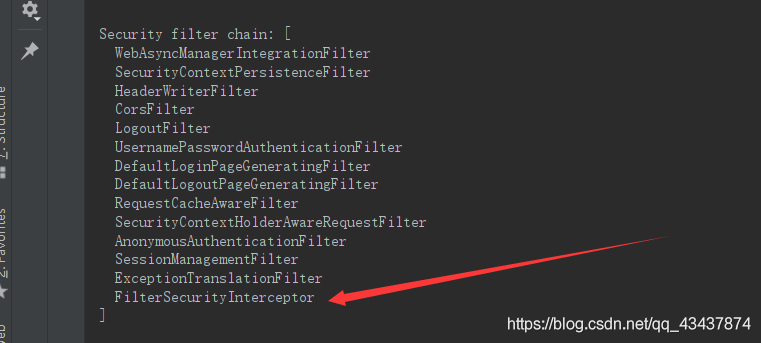 Security filter chain: [
WebAsyncManagerIntegrationFilter
SecurityContextPersistenceFilter
HeaderWriterFilter
CorsFilter
LogoutFilter
UsernamePasswordAuthenticationFilter
DefaultLoginPageGeneratingFilter
DefaultLogoutPageGeneratingFilter
RequestCacheAwareFilter
SecurityContextHolderAwareRequestFilter
AnonymousAuthenticationFilter
SessionManagementFilter
ExceptionTranslationFilter
FilterSecurityInterceptor
]
7: Structure
2: Favorites
https://blog.csdn.net/qq_43437874